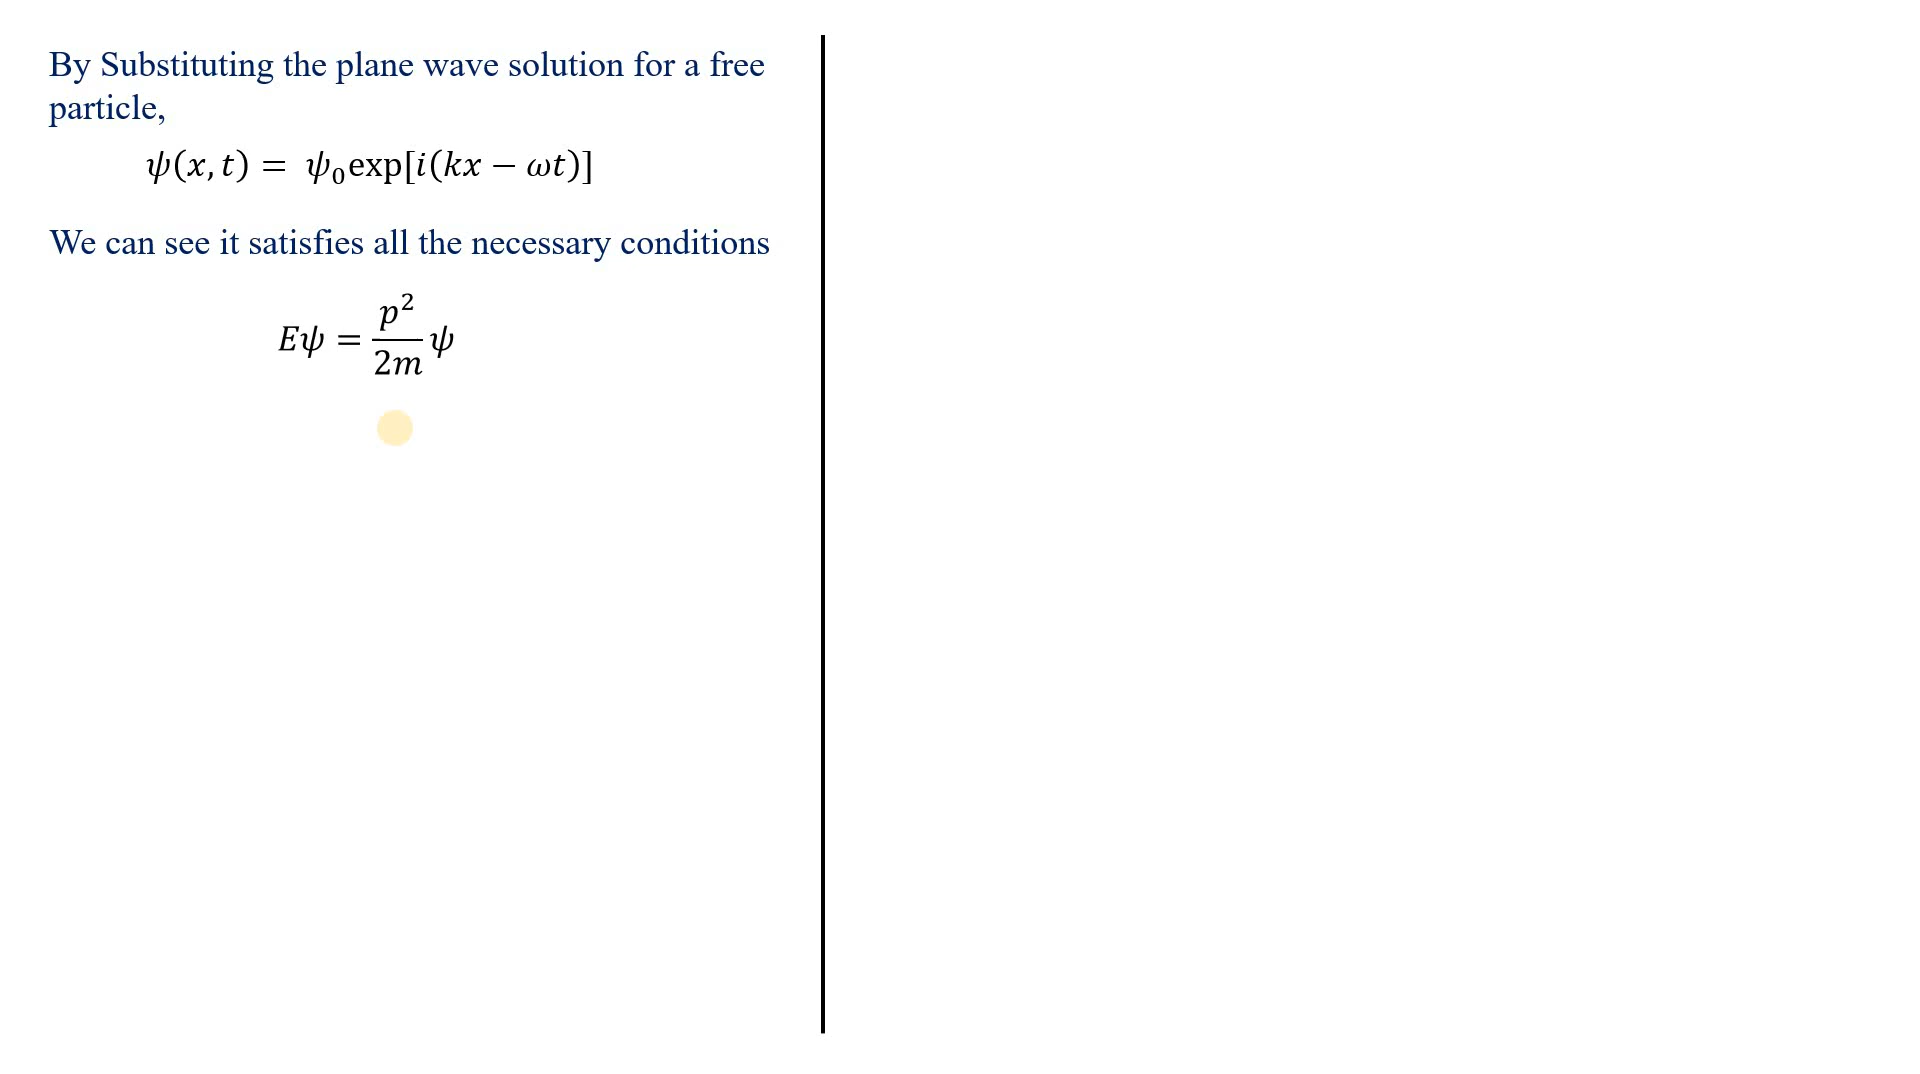 By Substituting the plane wave solution for a free
particle,
ψ(x, t) = ψ₀exp[i(kx − ωt)]
We can see it satisfies all the necessary conditions
Eψ = p²/2m ψ